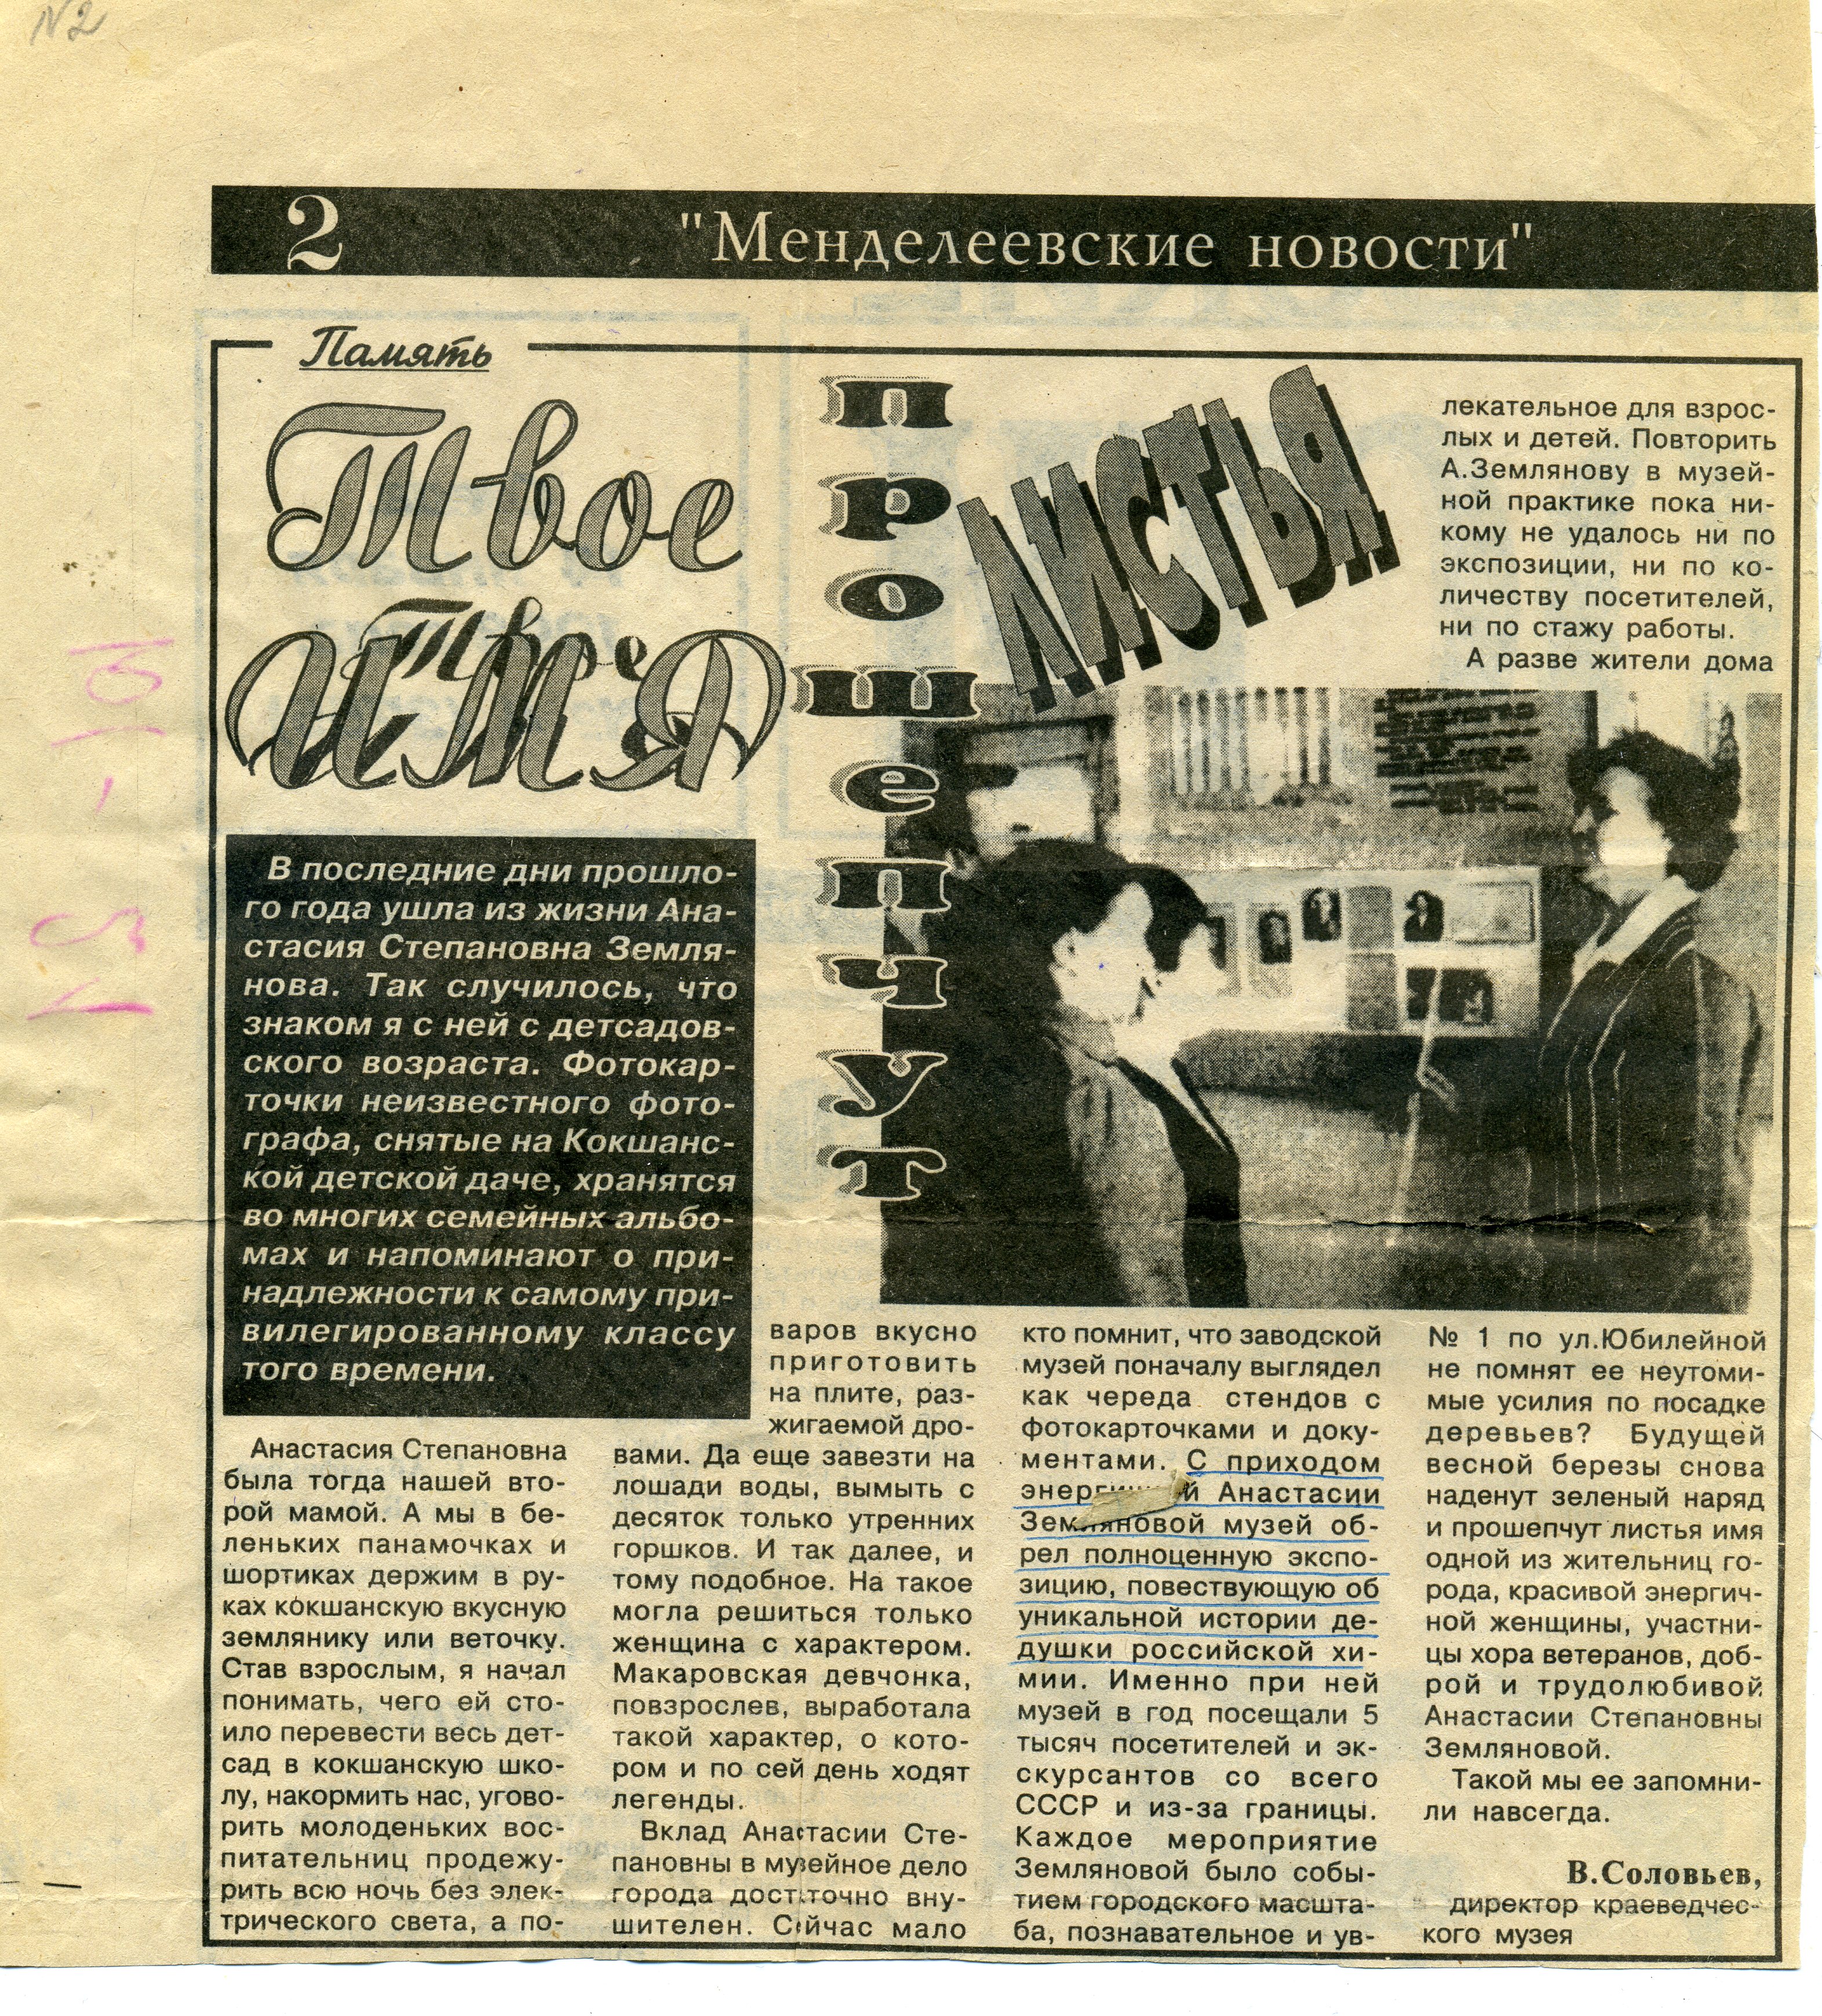 N2
2
"Менделеевские новости"
Память
Твое
имя
прошепчут
ЛИСТЬЯ
В последние дни прошло-
го года ушла из жизни Ана-
стасия Степановна Земля-
нова. Так случилось, что
знаком я с ней с детсадов-
ского возраста. Фотокар-
точки неизвестного фото-
графа, снятые на Кокшанс-
кой детской даче, хранятся
во многих семейных альбо-
мах и напоминают о при-
надлежности к самому при-
вилегированному классу
того времени.
Анастасия Степановна
была тогда нашей вто-
рой мамой. А мы в бе-
леньких панамочках и
шортиках держим в ру-
ках кокшанскую вкусную
землянику или веточку.
Став взрослым, я начал
понимать, чего ей сто-
ило перевести весь дет-
сад в кокшанскую шко-
лу, накормить нас, угово-
рить молоденьких вос-
питательниц продежу-
рить всю ночь без элек-
трического света, а по-
варов вкусно
приготовить
на плите, раз-
жигаемой дро-
вами. Да еще завезти на
лошади воды, вымыть с
десяток только утренних
горшков. И так далее, и
тому подобное. На такое
могла решиться только
женщина с характером.
Макаровская девчонка,
повзрослев, выработала
такой характер, о кото-
ром и по сей день ходят
легенды.
Вклад Анастасии Сте-
пановны в музейное дело
города достаточно вну-
шителен. Сейчас мало
кто помнит, что заводской
музей поначалу выглядел
как череда стендов с
фотокарточками и доку-
ментами. С приходом
энергичной Анастасии
Земляновой музей об-
рел полноценную экспо-
зицию, повествующую об
уникальной истории де-
душки российской хи-
мии. Именно при ней
музей в год посещали 5
тысяч посетителей и эк-
скурсантов со всего
СССР и из-за границы.
Каждое мероприятие
Земляновой было собы-
тием городского масшта-
ба, познавательное и ув-
лекательное для взрос-
лых и детей. Повторить
А.Землянову в музей-
ной практике пока ни-
кому не удалось ни по
экспозиции, ни по ко-
личеству посетителей,
ни по стажу работы.
А разве жители дома
№ 1 по ул.Юбилейной
не помнят ее неутоми-
мые усилия по посадке
деревьев? Будущей
весной березы снова
наденут зеленый наряд
и прошепчут листья имя
одной из жительниц го-
рода, красивой энергич-
ной женщины, участни-
цы хора ветеранов, доб-
рой и трудолюбивой
Анастасии Степановны
Земляновой.
Такой мы ее запомни-
ли навсегда.
В.Соловьев,
директор краеведчес-
кого музея